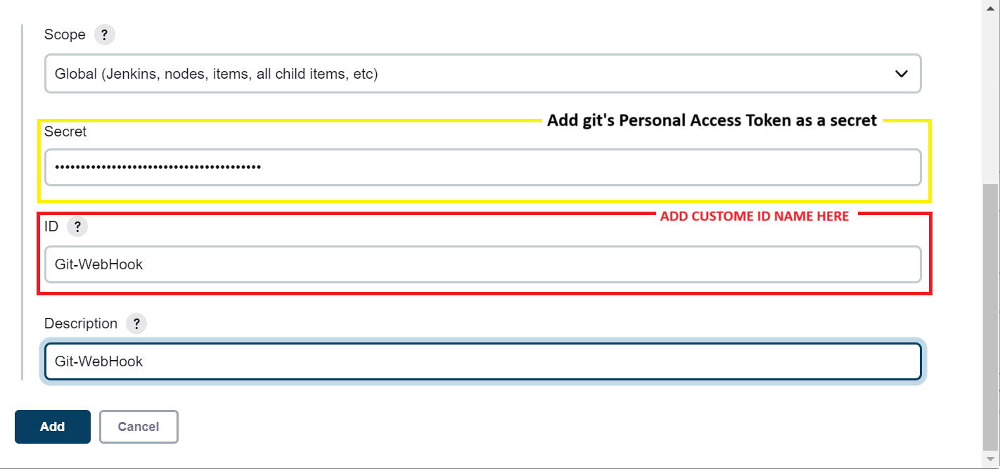 Scope ?
Global (Jenkins, nodes, items, all child items, etc)
Add git's Personal Access Token as a secret
Secret
••••••••••••••••••••••••••••••••••••••••
ADD CUSTOME ID NAME HERE
ID ?
Git-WebHook
Description ?
Git-WebHook
Add Cancel